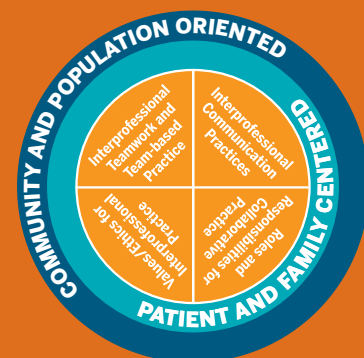 COMMUNITY AND POPULATION ORIENTED
Interprofessional
Teamwork and
Team-based
Practice
Interprofessional
Communication
Practices
Values/Ethics for
Interprofessional
Practice
Roles and
Responsibilities for
Collaborative
Practice
PATIENT AND FAMILY CENTERED